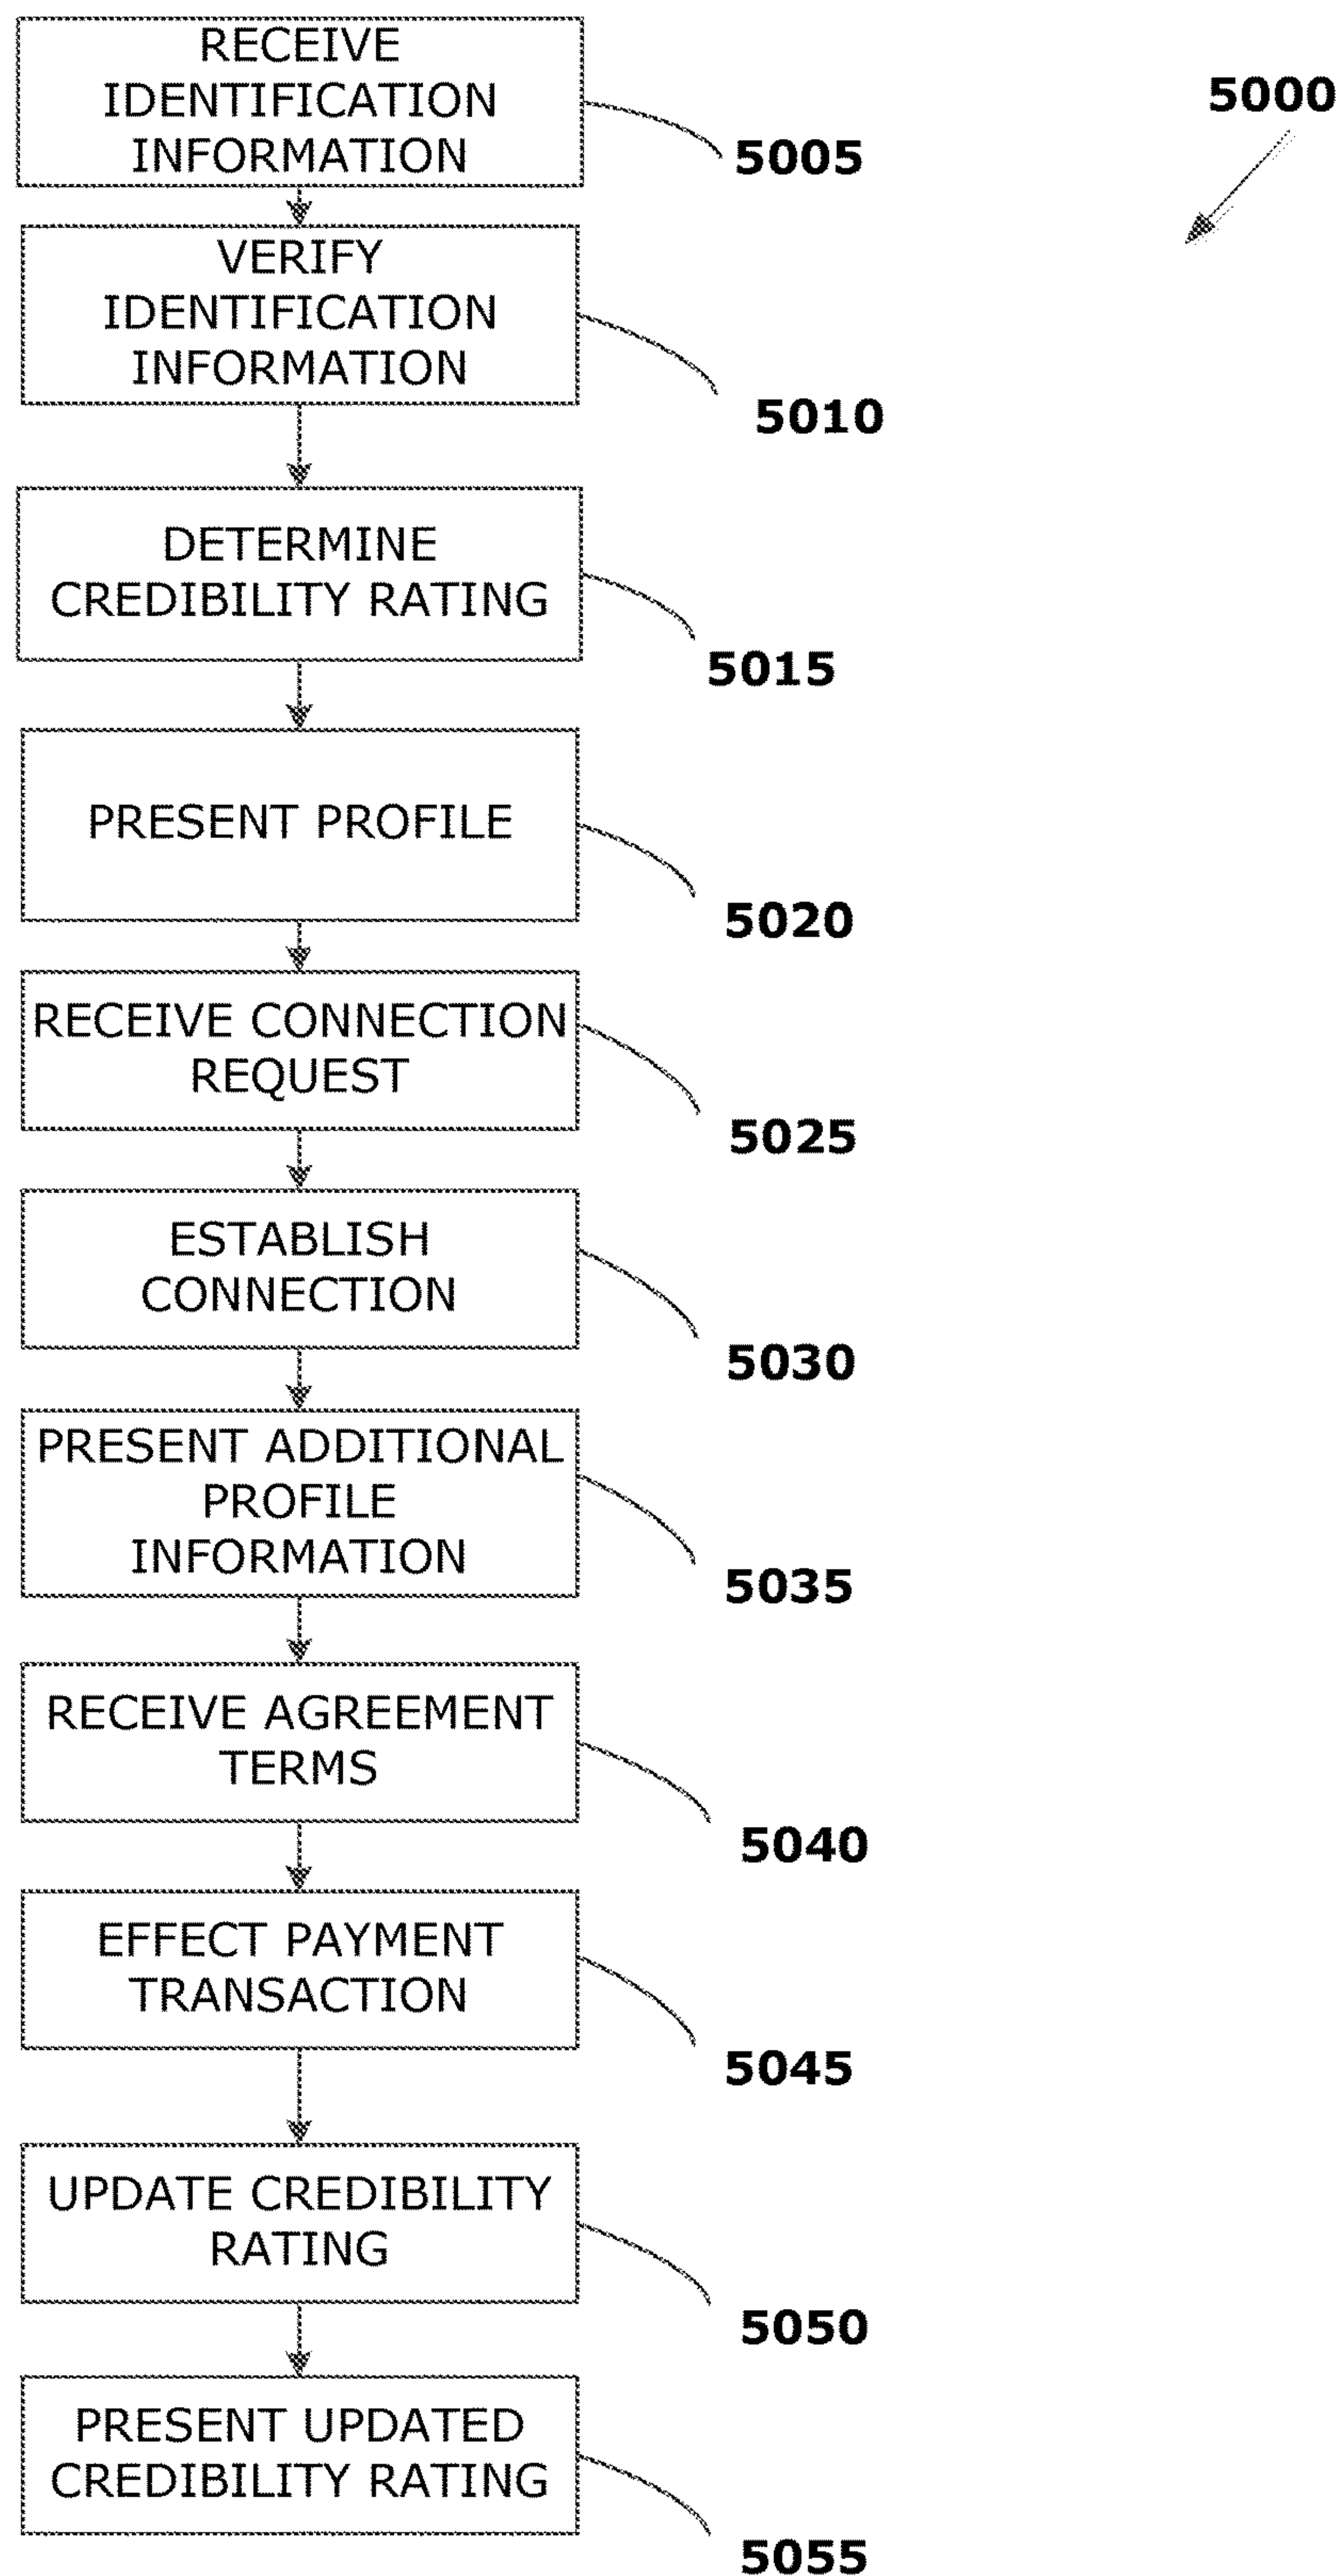 RECEIVE
IDENTIFICATION
INFORMATION
5005
5000
VERIFY
IDENTIFICATION
INFORMATION
5010
DETERMINE
CREDIBILITY RATING
5015
PRESENT PROFILE
5020
RECEIVE CONNECTION
REQUEST
5025
ESTABLISH
CONNECTION
5030
PRESENT ADDITIONAL
PROFILE
INFORMATION
5035
RECEIVE AGREEMENT
TERMS
5040
EFFECT PAYMENT
TRANSACTION
5045
UPDATE CREDIBILITY
RATING
5050
PRESENT UPDATED
CREDIBILITY RATING
5055